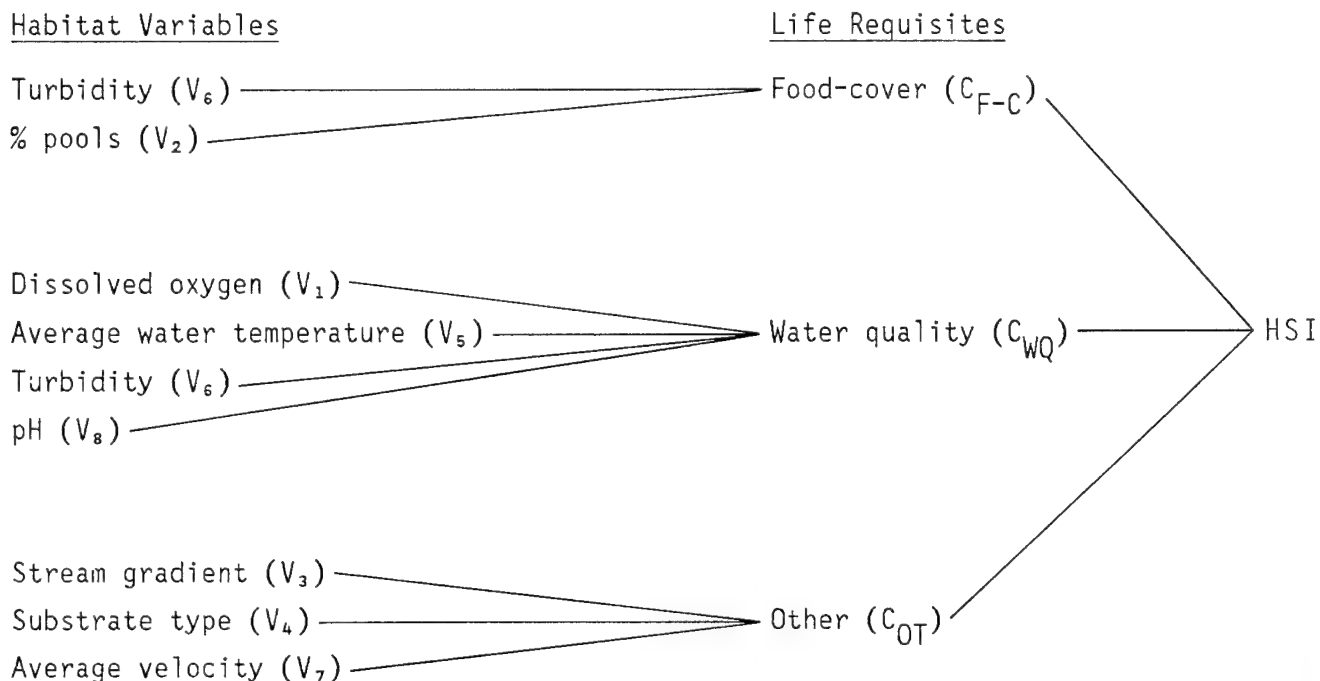 Habitat Variables Life Requisites
Turbidity (V₆) Food-cover (C_F-C)
% pools (V₂)
Dissolved oxygen (V₁)
Average water temperature (V₅) Water quality (C_WQ) HSI
Turbidity (V₆)
pH (V₈)
Stream gradient (V₃)
Substrate type (V₄) Other (C_OT)
Average velocity (V₇)